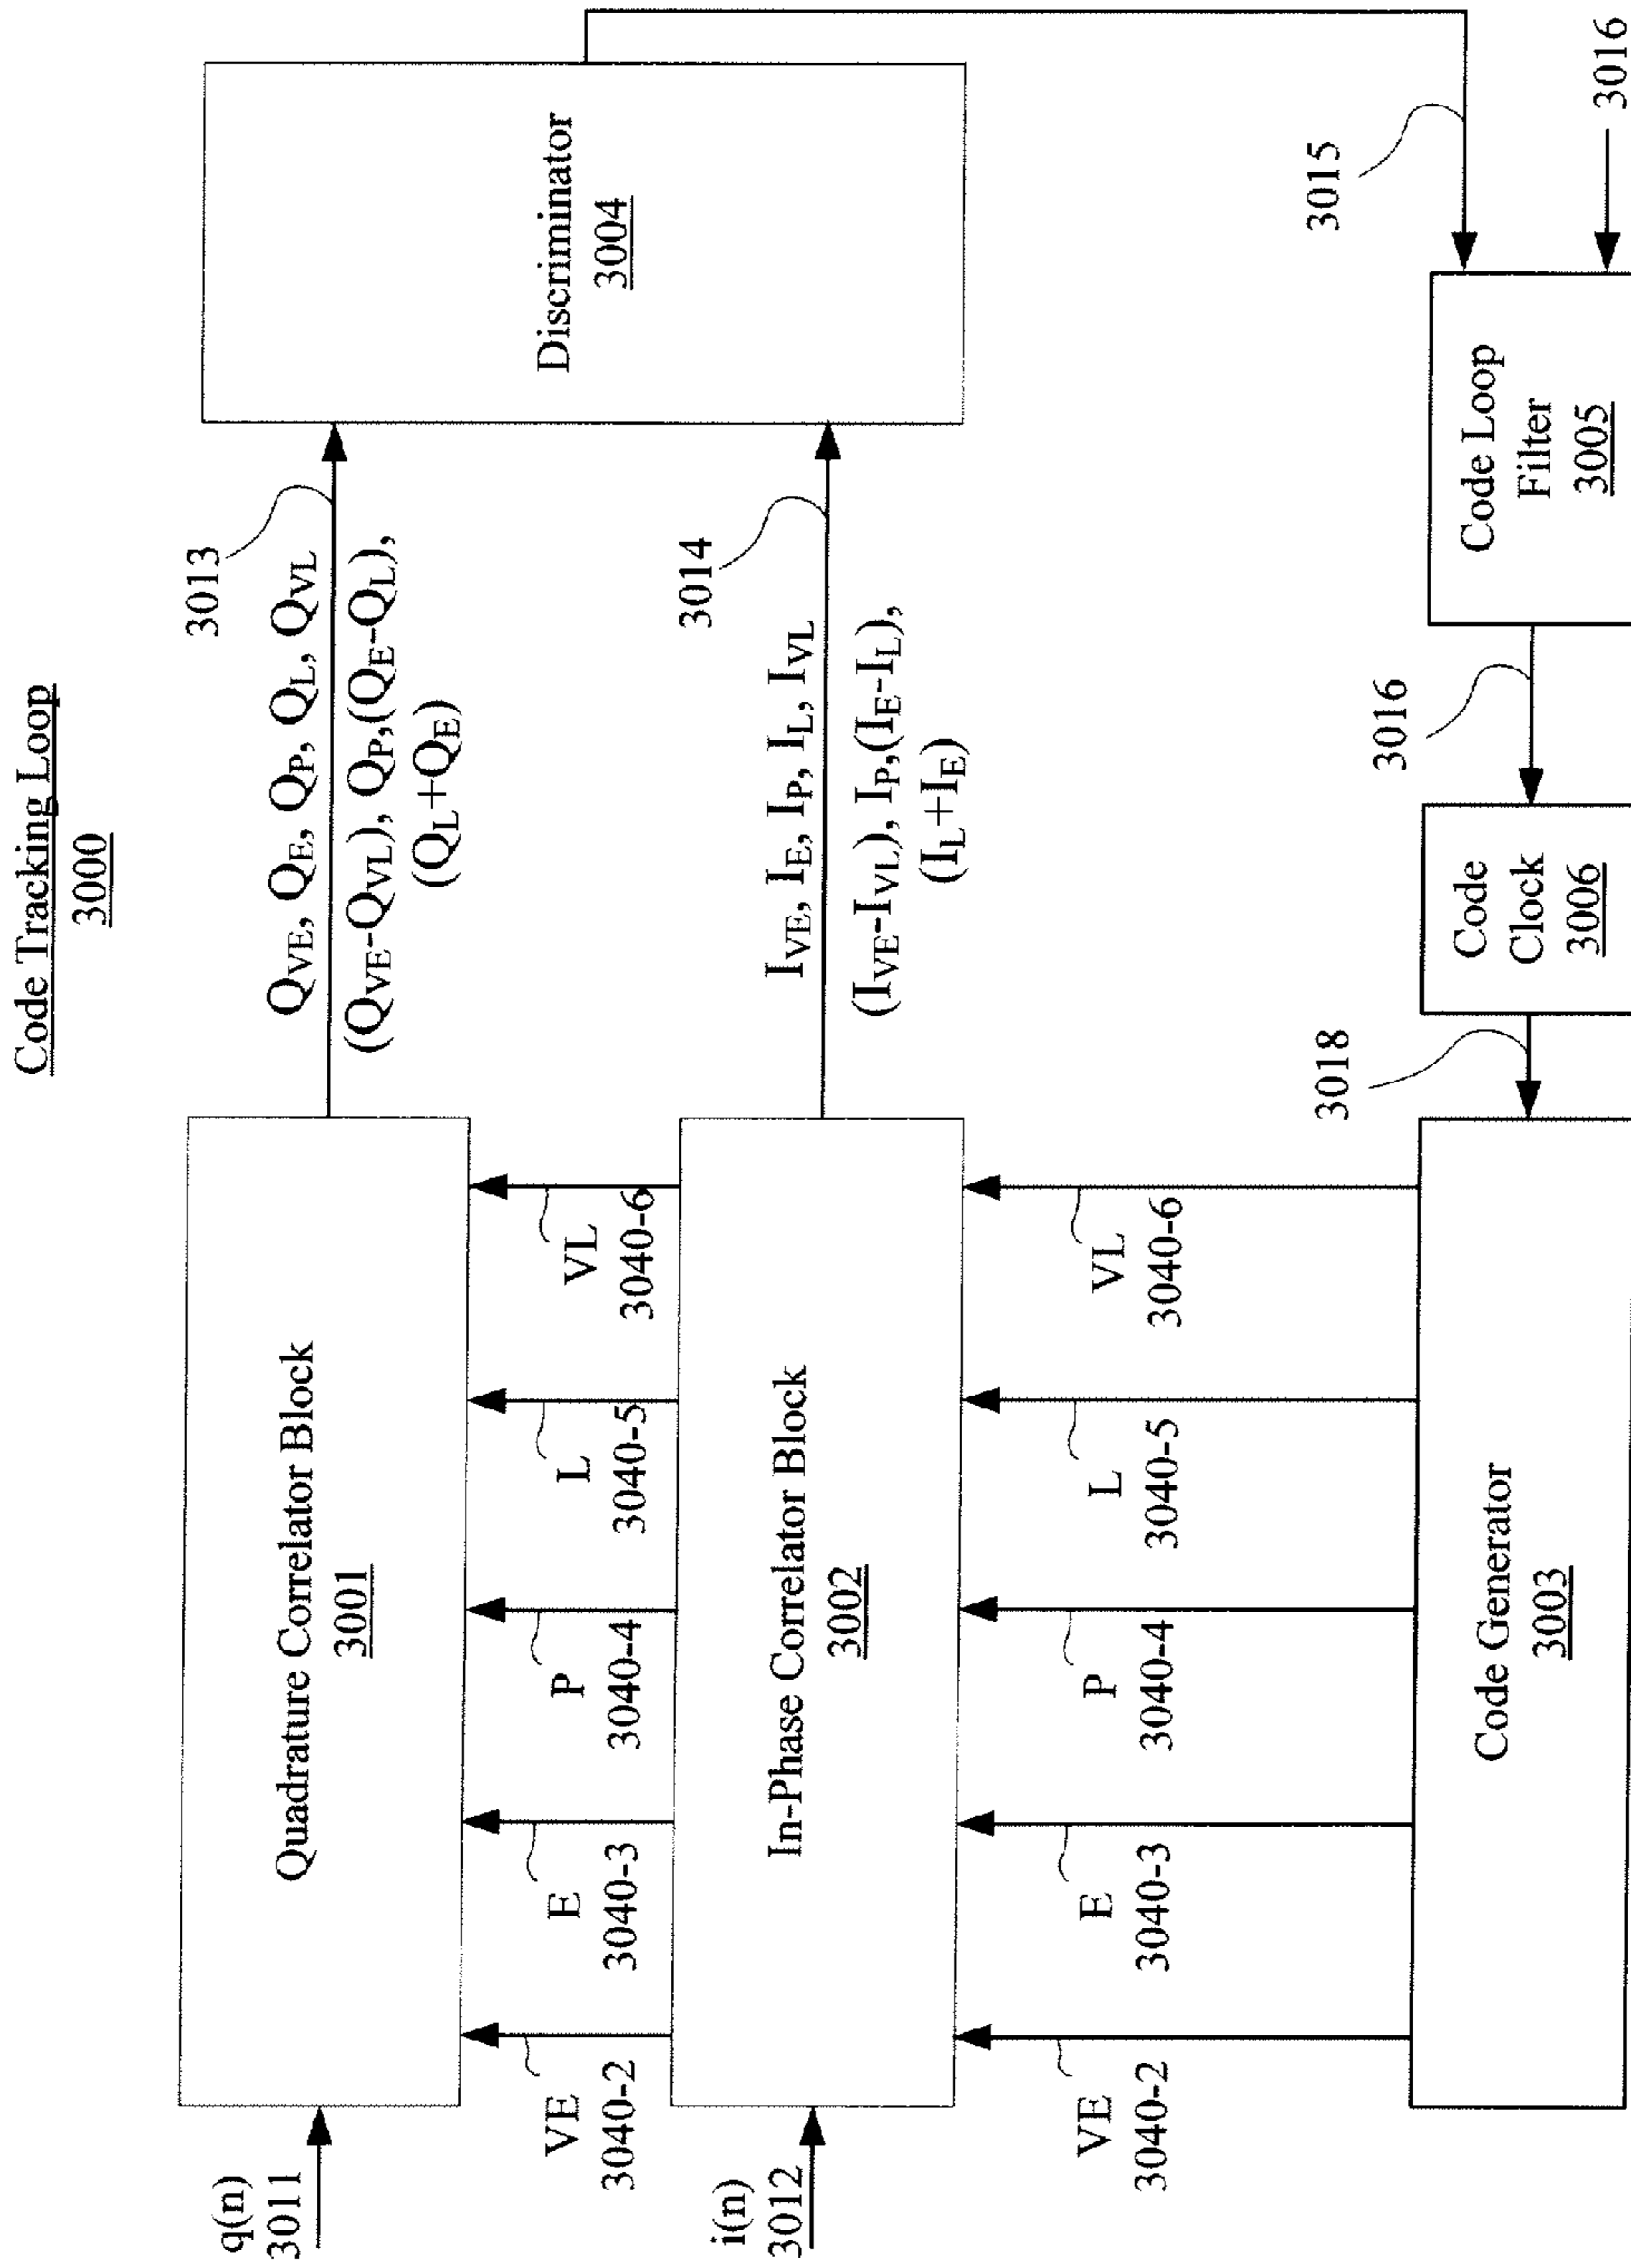 Code Tracking Loop
3000
q(n)
3011
Quadrature Correlator Block
3001
3013
Q_VE, Q_E, Q_P, Q_L, Q_VL
(Q_VE-Q_VL), Q_P,(Q_E-Q_L),
(Q_L+Q_E)
Discriminator
3004
VE
3040-2
E
3040-3
P
3040-4
L
3040-5
VL
3040-6
i(n)
3012
In-Phase Correlator Block
3002
3014
I_VE, I_E, I_P, I_L, I_VL
(I_VE-I_VL), I_P,(I_E-I_L),
(I_L+I_E)
VE
3040-2
E
3040-3
P
3040-4
L
3040-5
VL
3040-6
Code Generator
3003
3018
Code
Clock
3006
3016
Code Loop
Filter
3005
3015
3016